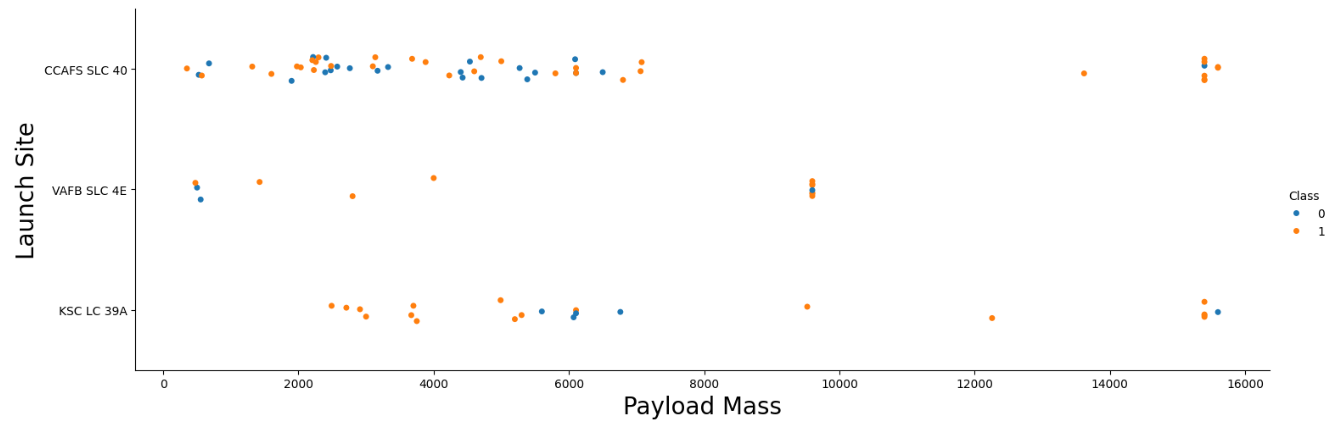 Launch Site
CCAFS SLC 40
VAFB SLC 4E
KSC LC 39A
0 2000 4000 6000 8000 10000 12000 14000 16000
Payload Mass
Class
0
1